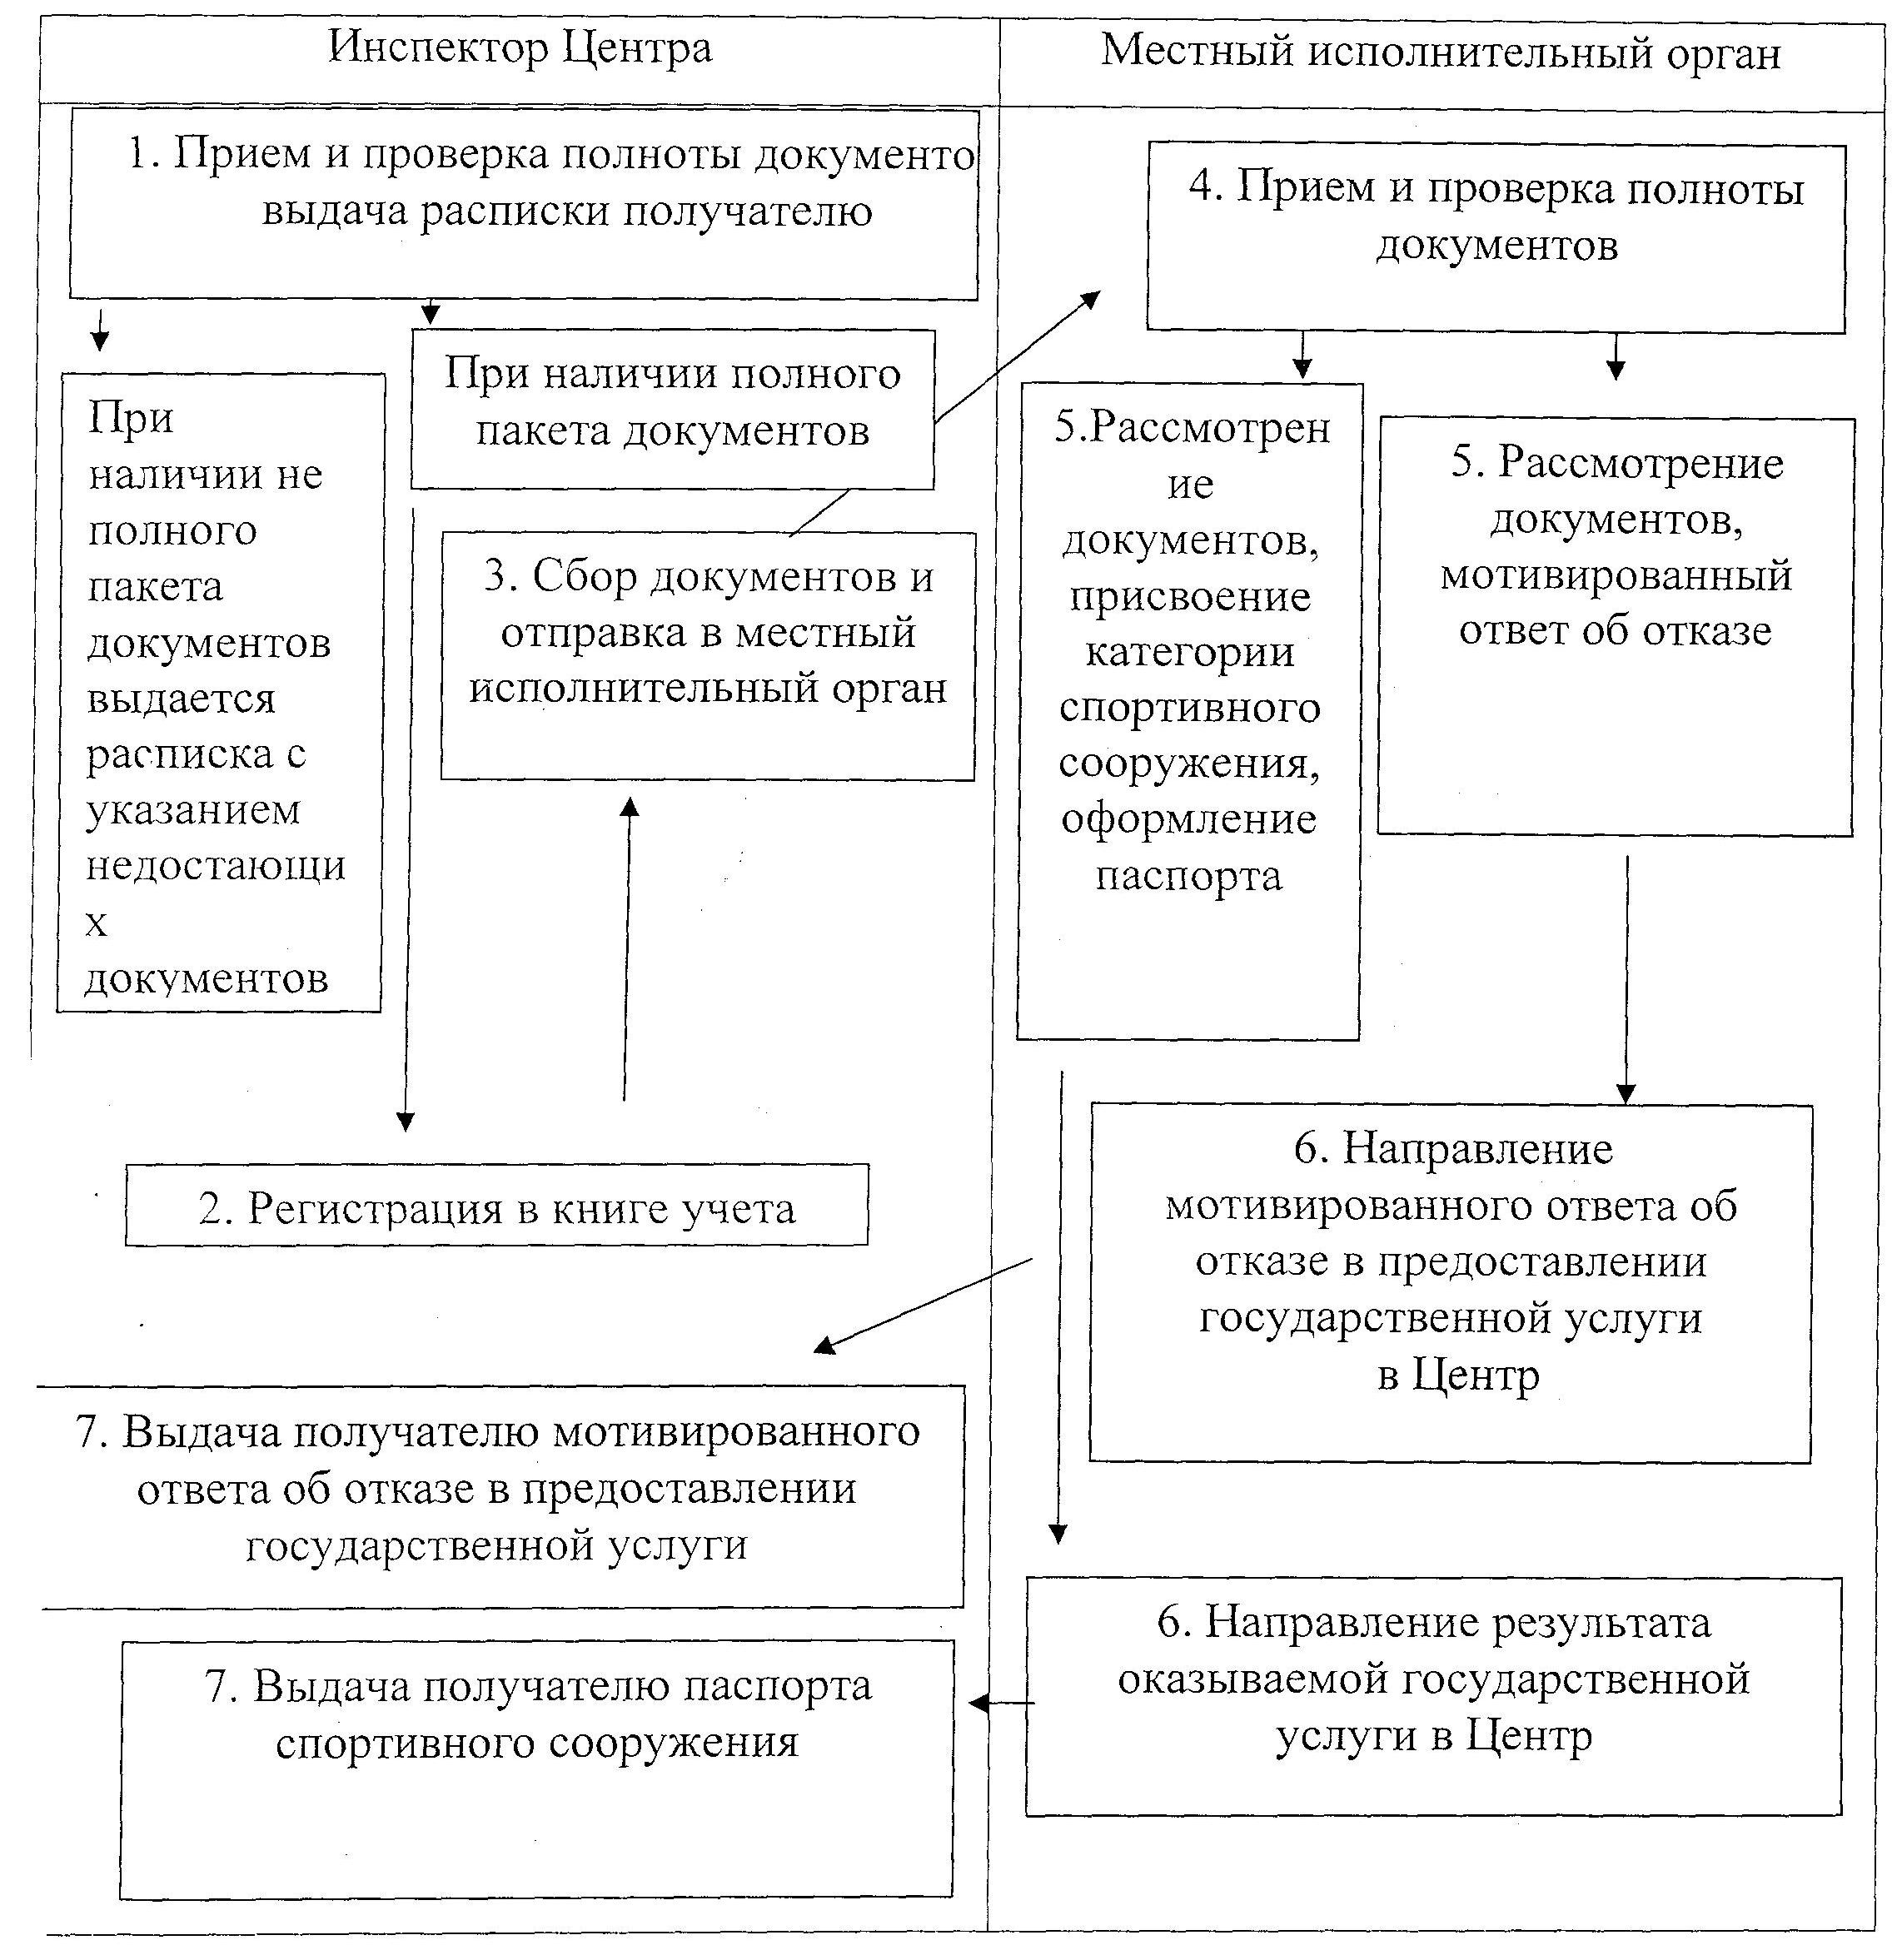 Инспектор Центра
Местный исполнительный орган
1. Прием и проверка полноты документо
выдача расписки получателю
4. Прием и проверка полноты
документов
При наличии полного
пакета документов
При
наличии не
полного
пакета
документов
выдается
расписка с
указанием
недостающи
х
документов
3. Сбор документов и
отправка в местный
исполнительный орган
5.Рассмотрен
ие
документов,
присвоение
категории
спортивного
сооружения,
оформление
паспорта
5. Рассмотрение
документов,
мотивированный
ответ об отказе
2. Регистрация в книге учета
6. Направление
мотивированного ответа об
отказе в предоставлении
государственной услуги
в Центр
7. Выдача получателю мотивированного
ответа об отказе в предоставлении
государственной услуги
6. Направление результата
оказываемой государственной
услуги в Центр
7. Выдача получателю паспорта
спортивного сооружения